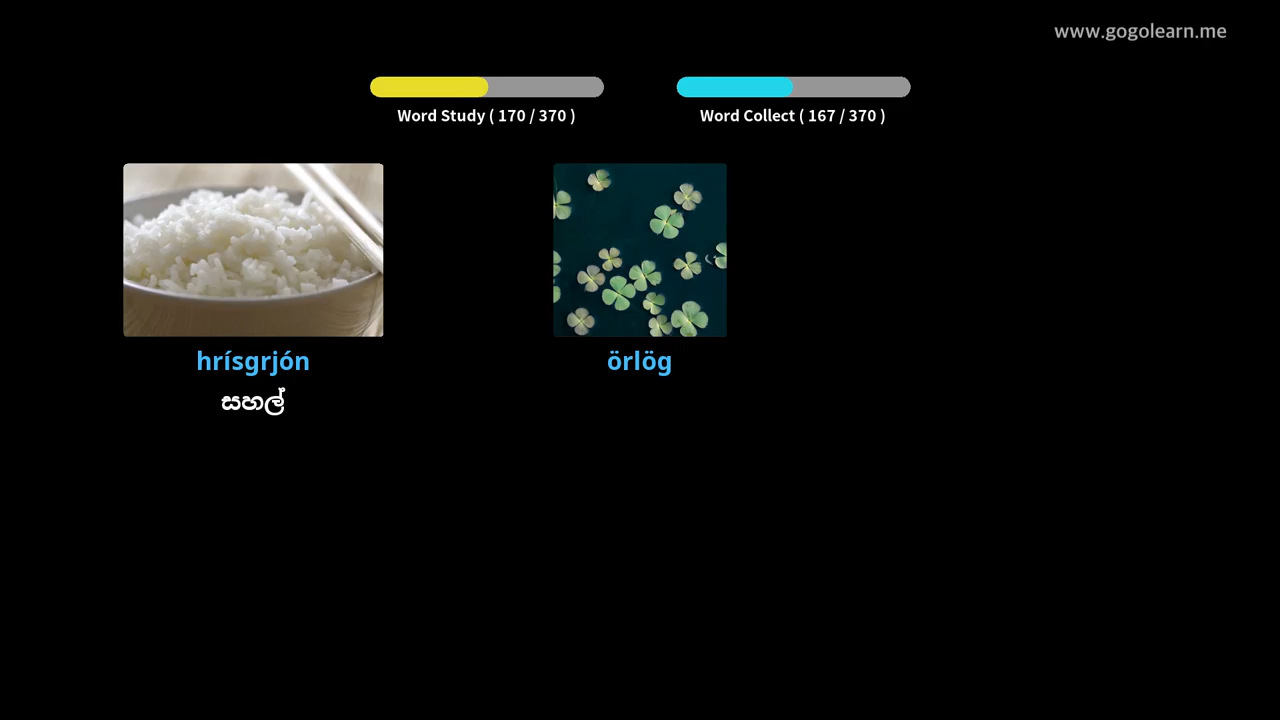 www.gogolearn.me
Word Study ( 170 / 370 )
Word Collect ( 167 / 370 )
hrísgrjón
örlög
සහල්